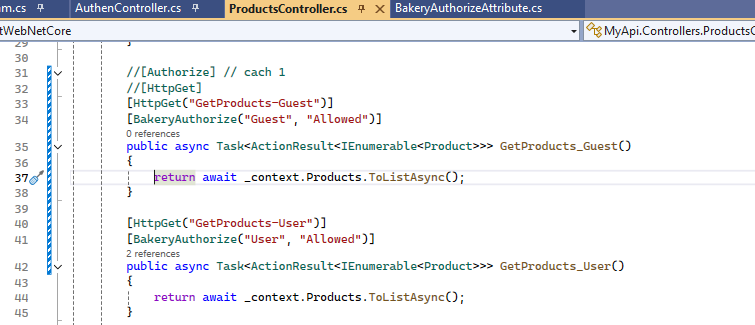 m.cs AuthenController.cs ProductsController.cs BakeryAuthorizeAttribute.cs
tWebNetCore MyApi.Controllers.ProductsC
29 }
30
31 //[Authorize] // cach 1
32 //[HttpGet]
33 [HttpGet("GetProducts-Guest")]
34 [BakeryAuthorize("Guest", "Allowed")]
0 references
35 public async Task<ActionResult<IEnumerable<Product>>> GetProducts_Guest()
36 {
37 return await _context.Products.ToListAsync();
38 }
39
40 [HttpGet("GetProducts-User")]
41 [BakeryAuthorize("User", "Allowed")]
2 references
42 public async Task<ActionResult<IEnumerable<Product>>> GetProducts_User()
43 {
44 return await _context.Products.ToListAsync();
45 }